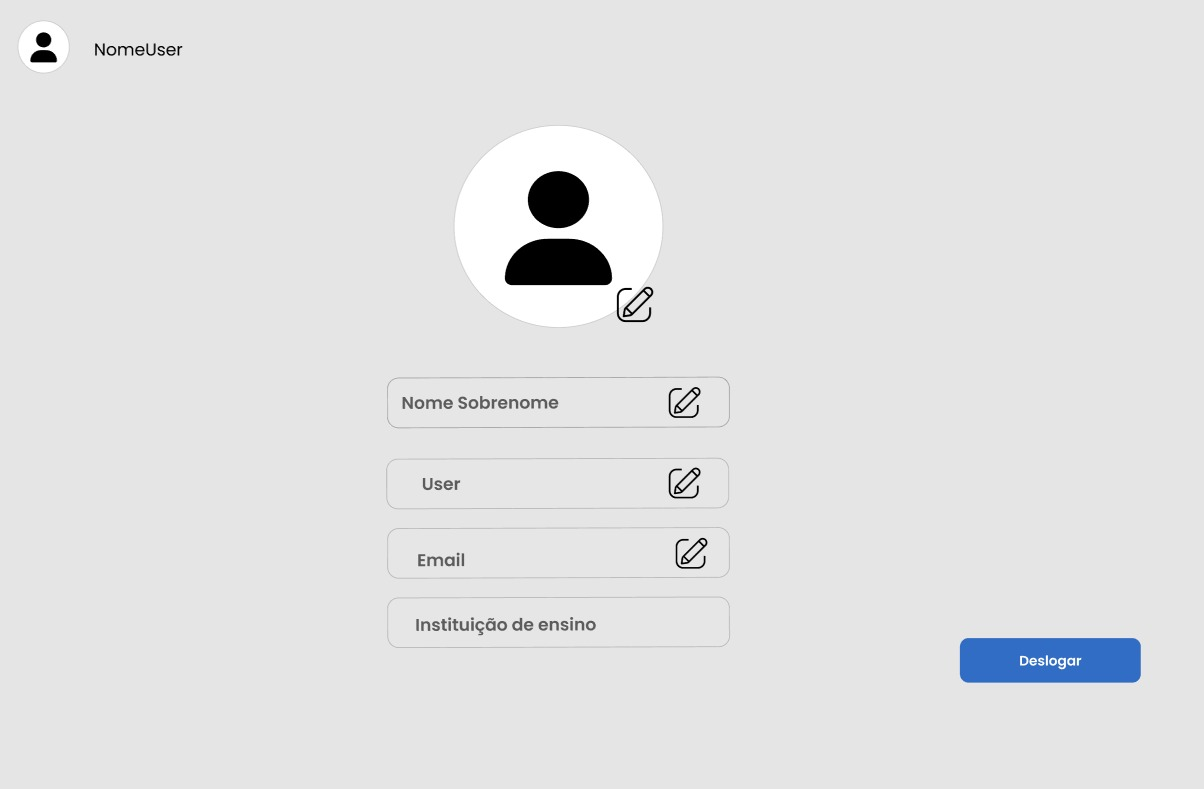 NomeUser
Nome Sobrenome
User
Email
Instituição de ensino
Deslogar